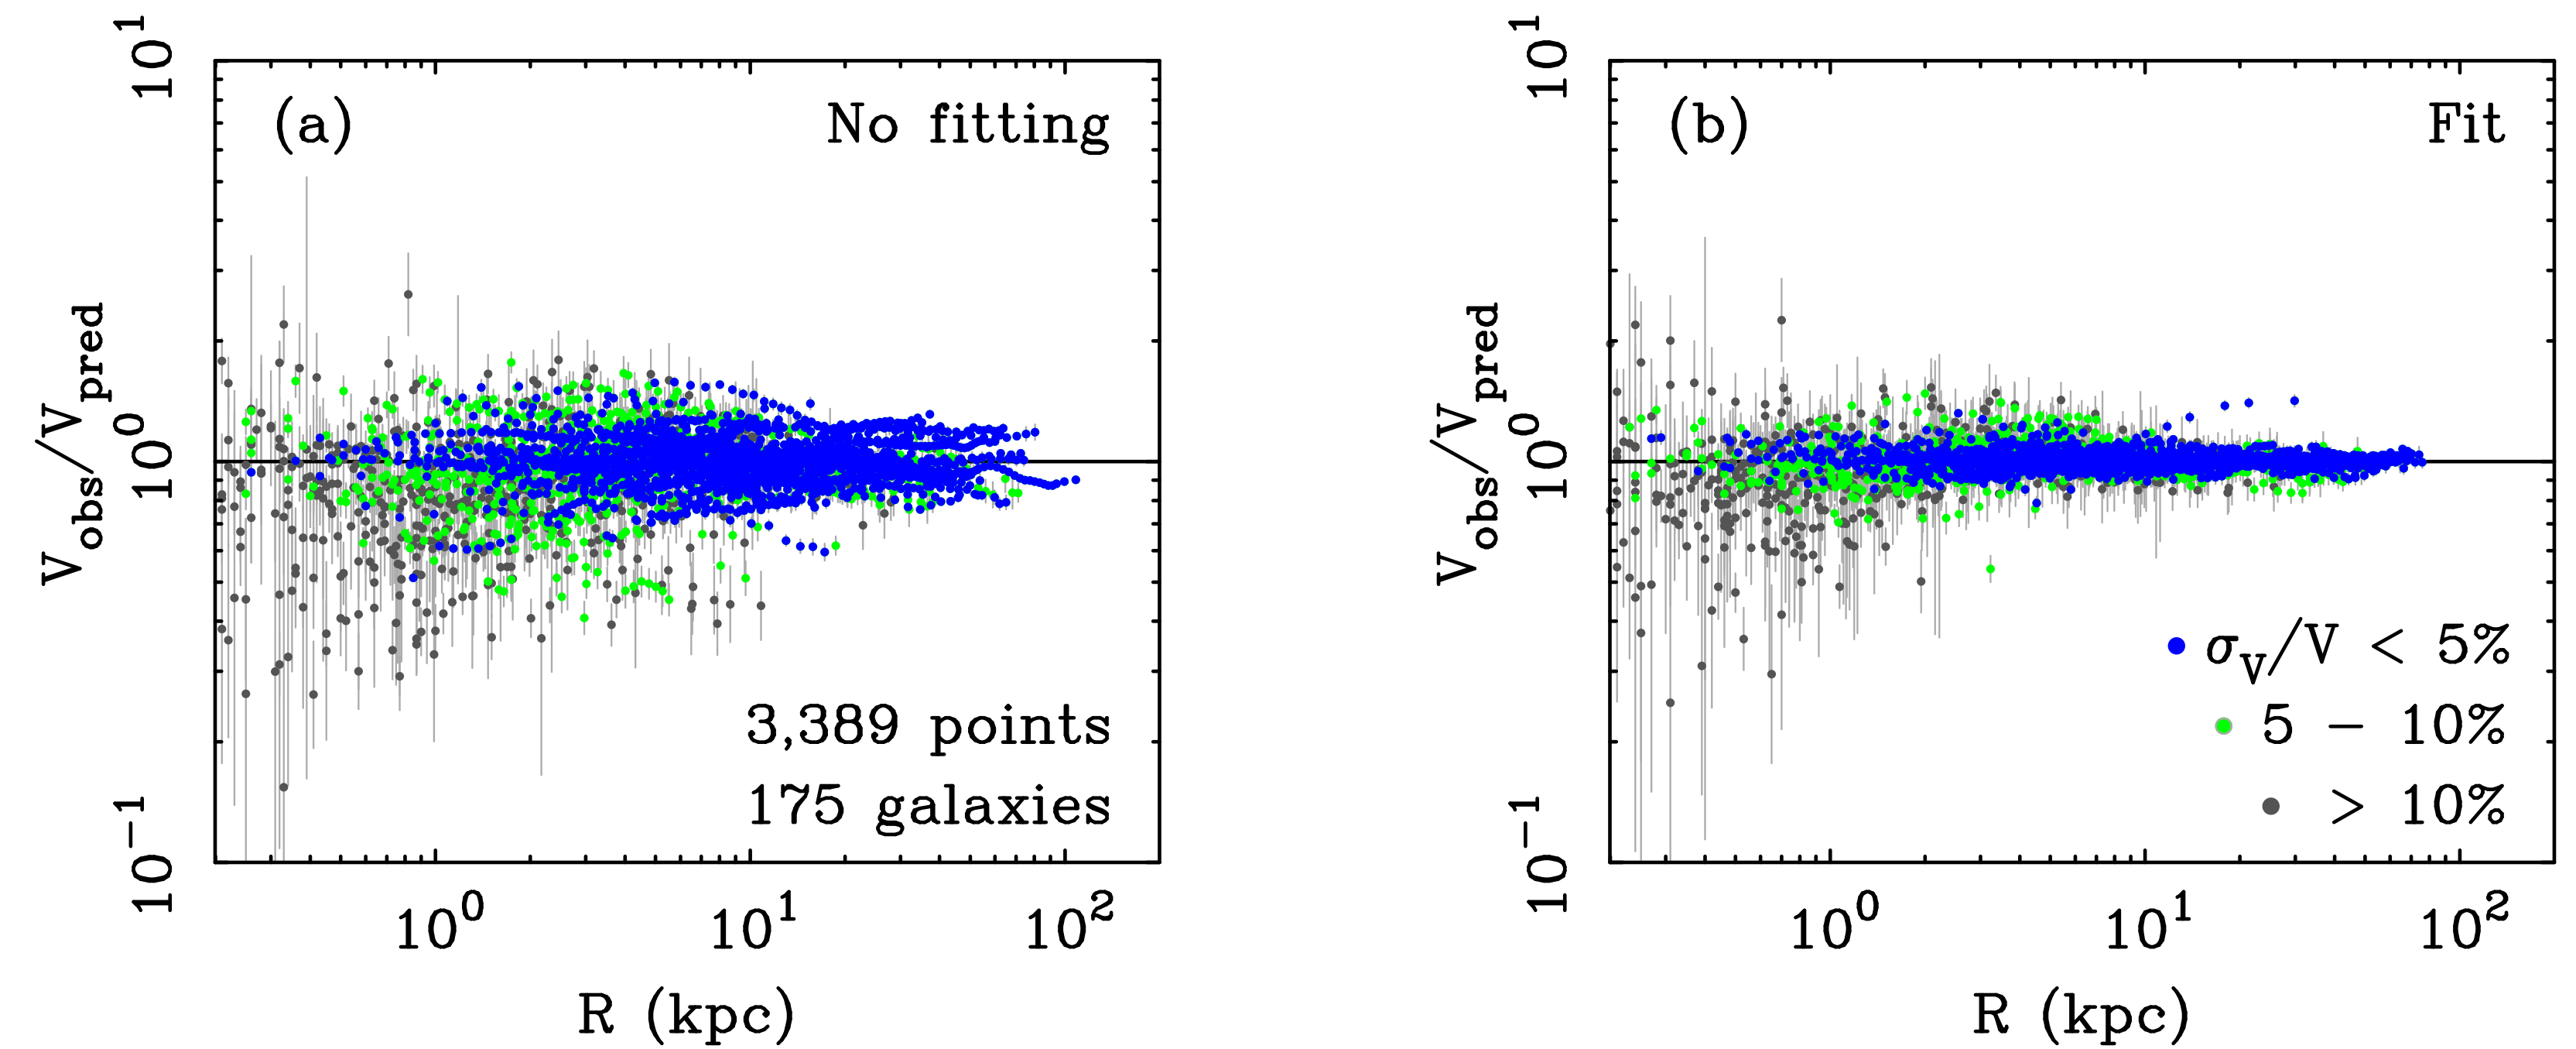 10^1
(a) No fitting
V_obs/V_pred
10^0
3,389 points
175 galaxies
10^-1
10^0 10^1 10^2
R (kpc)
10^1
(b) Fit
V_obs/V_pred
10^0
σ_V/V < 5%
5 − 10%
> 10%
10^-1
10^0 10^1 10^2
R (kpc)